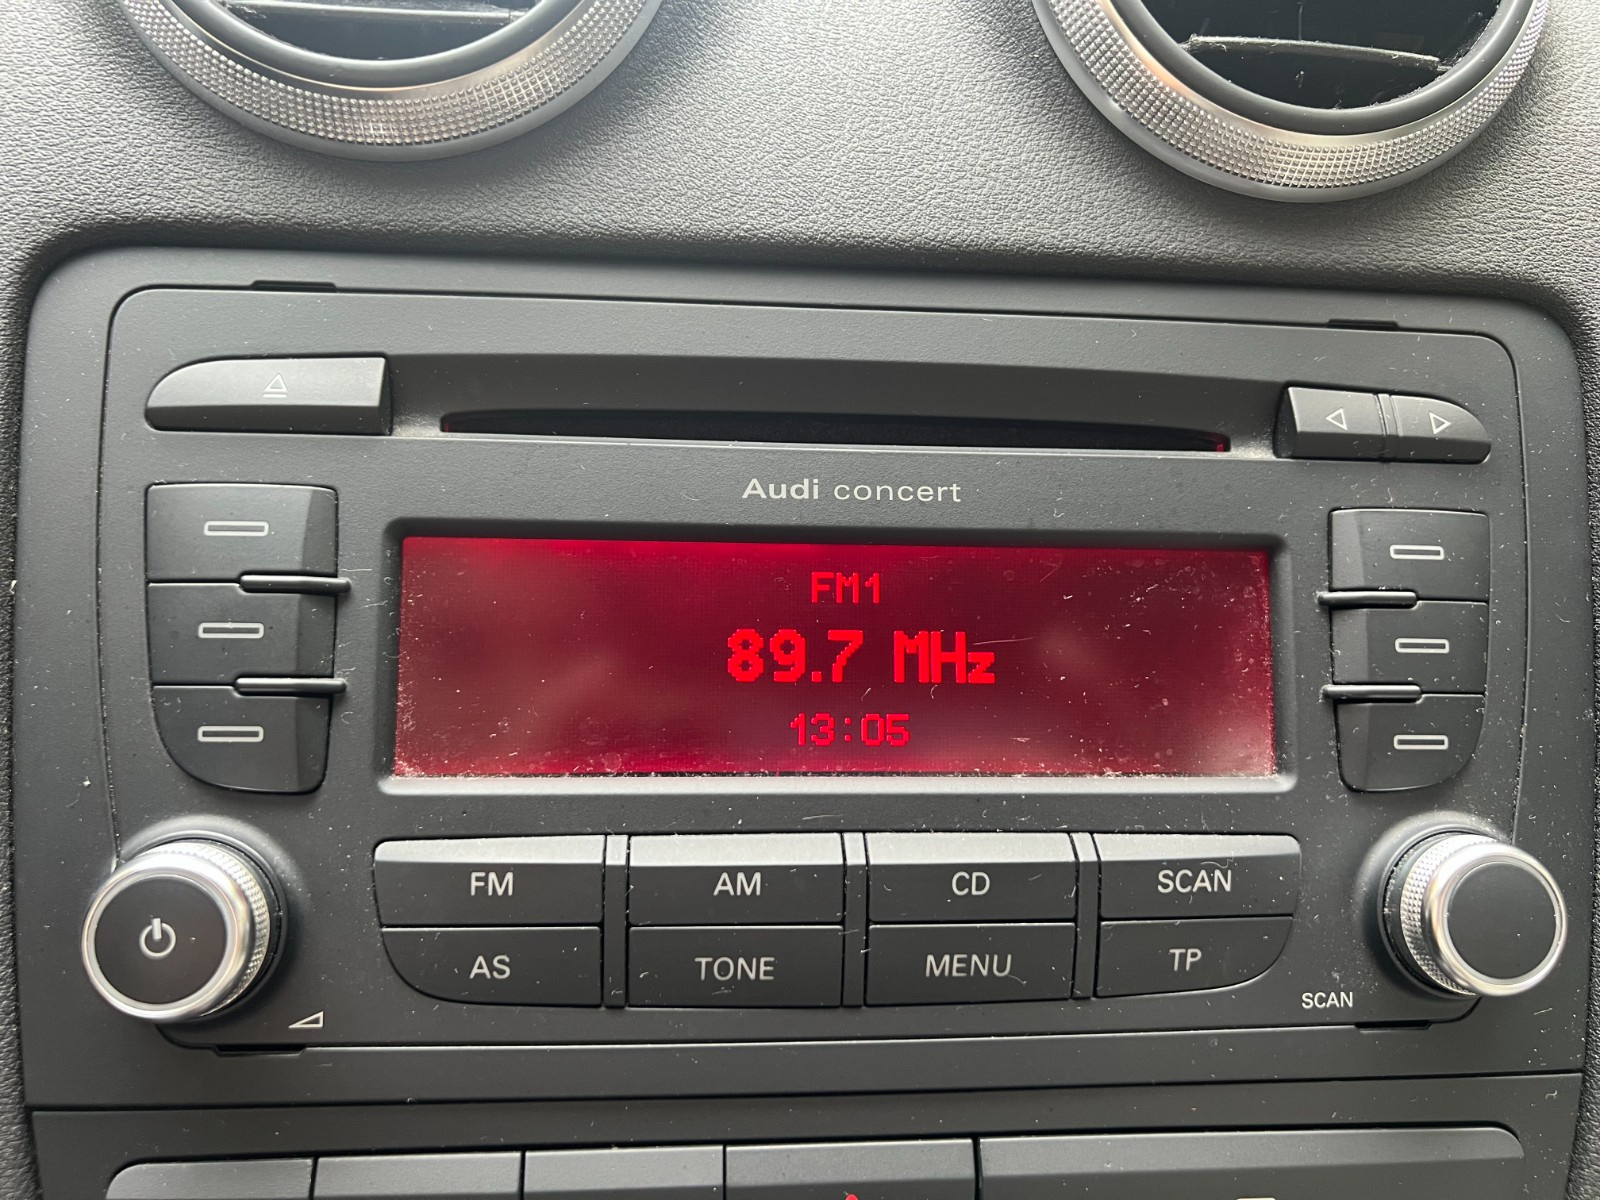 Audi concert
FM1
89.7 MHz
13:05
FM AM CD SCAN
AS TONE MENU TP
SCAN